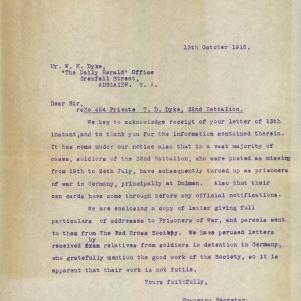 13th October 1916.
Mr. W. K. Dyke,
"The Daily Herald" Office
Grenfell Street,
ADELAIDE. S. A.
Dear Sir,
re No 454 Private T. D. Dyke, 32nd Battalion.
We beg to acknowledge receipt of your letter of 13th
instant, and to thank you for the information contained therein.
It has come under our notice also that in a vast majority of
cases, soldiers of the 32nd Battalion, who were posted as missing
from 19th to 24th July, have subsequently turned up as prisoners
of war in Germany, principally at Dulmen. Also that their
own cards have come through before any official notifications.
We are enclosing a copy of letter giving full
particulars of addresses to Prisoners of War, and parcels sent
to them from The Red Cross Society. We have perused letters
by
received from relatives from soldiers in detention in Germany,
who gratefully mention the good work of the Society, so it is
apparent that their work is not futile.
Yours faithfully,
Honorary Secretary.